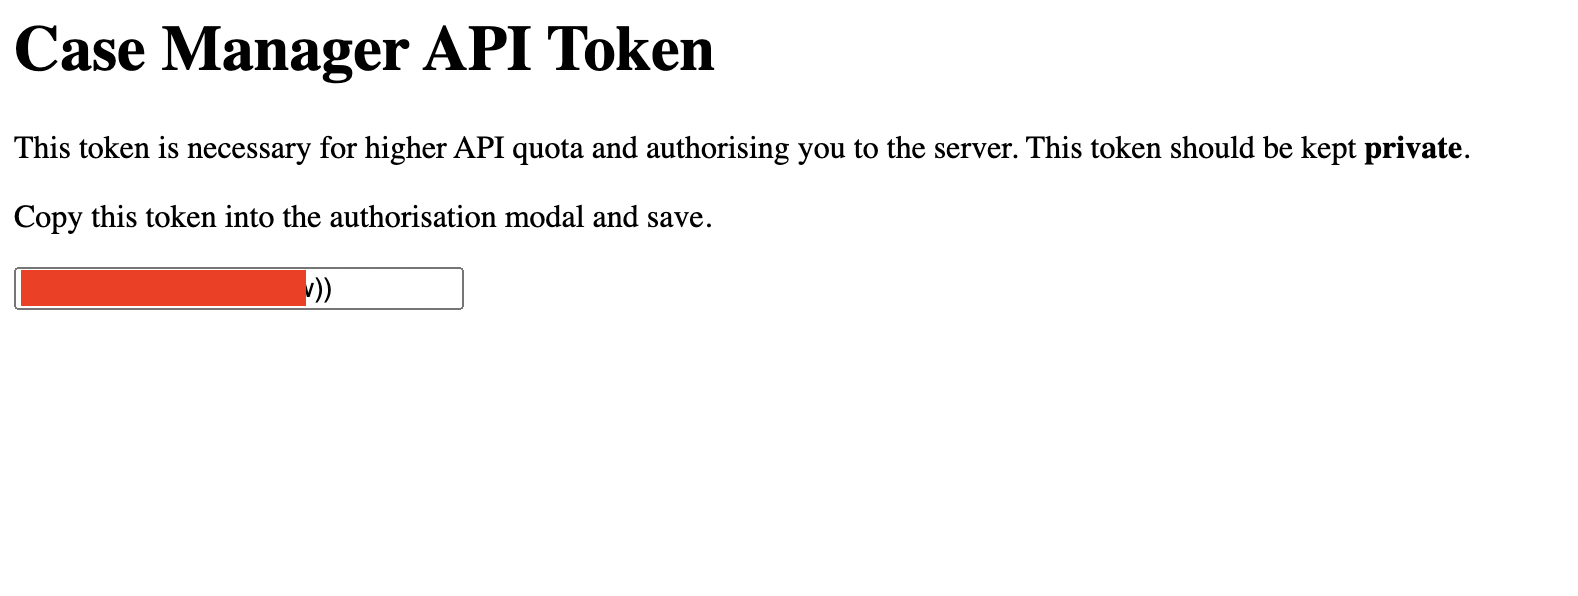 Case Manager API Token
This token is necessary for higher API quota and authorising you to the server. This token should be kept private.
Copy this token into the authorisation modal and save.
))